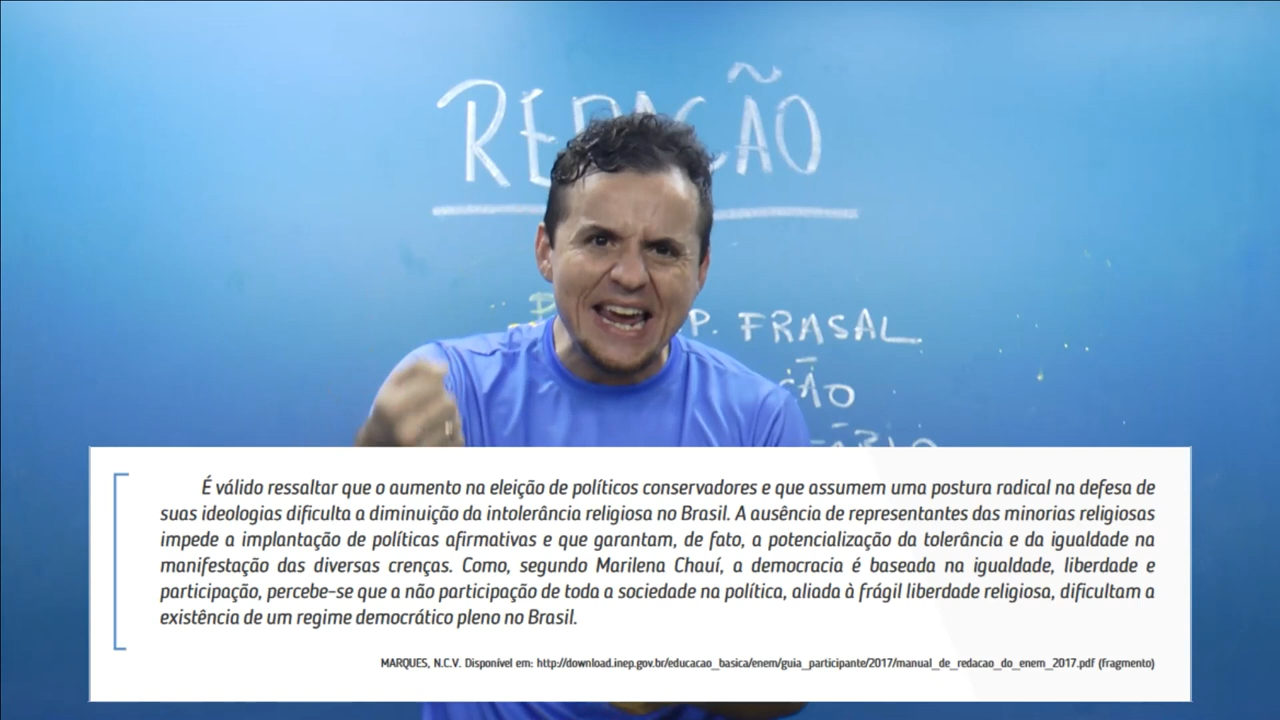 REDAÇÃO
P. FRASAL
ÇÃO
É válido ressaltar que o aumento na eleição de políticos conservadores e que assumem uma postura radical na defesa de
suas ideologias dificulta a diminuição da intolerância religiosa no Brasil. A ausência de representantes das minorias religiosas
impede a implantação de políticas afirmativas e que garantam, de fato, a potencialização da tolerância e da igualdade na
manifestação das diversas crenças. Como, segundo Marilena Chauí, a democracia é baseada na igualdade, liberdade e
participação, percebe-se que a não participação de toda a sociedade na política, aliada à frágil liberdade religiosa, dificultam a
existência de um regime democrático pleno no Brasil.
MARQUES, N.C.V. Disponível em: http://download.inep.gov.br/educacao_basica/enem/guia_participante/2017/manual_de_redacao_do_enem_2017.pdf (fragmento)